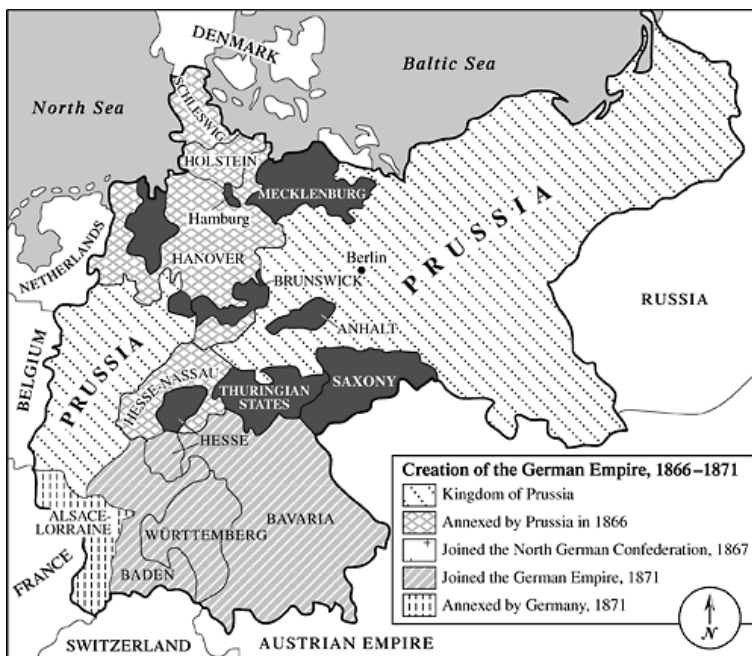 DENMARK
Baltic Sea
North Sea
SCHLESWIG
HOLSTEIN
MECKLENBURG
Hamburg
PRUSSIA
NETHERLANDS
HANOVER
Berlin
BRUNSWICK
RUSSIA
ANHALT
BELGIUM
PRUSSIA
HESSE-NASSAU
THURINGIAN
STATES
SAXONY
HESSE
ALSACE-
LORRAINE
WÜRTTEMBERG
BAVARIA
FRANCE
BADEN
SWITZERLAND
AUSTRIAN EMPIRE
Creation of the German Empire, 1866–1871
Kingdom of Prussia
Annexed by Prussia in 1866
Joined the North German Confederation, 1867
Joined the German Empire, 1871
Annexed by Germany, 1871
N